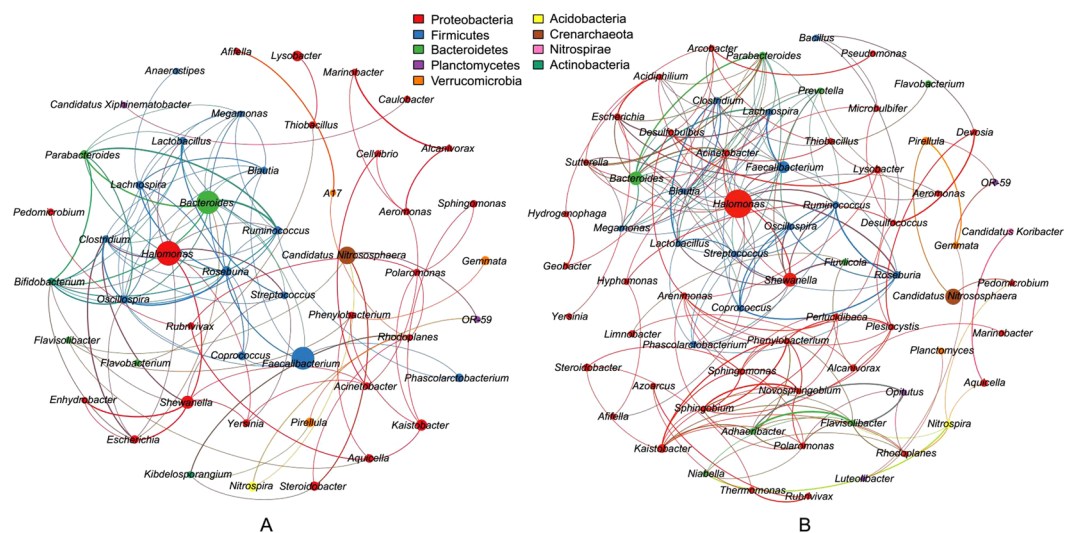 Proteobacteria
Firmicutes
Bacteroidetes
Planctomycetes
Verrucomicrobia
Acidobacteria
Crenarchaeota
Nitrospirae
Actinobacteria
Afifella
Lysobacter
Anaerostipes
Marinobacter
Candidatus Xiphinematobacter
Caulobacter
Megamonas
Thiobacillus
Lactobacillus
Alcanivorax
Parabacteroides
Cellvibrio
Blautia
Lachnospira
A17
Bacteroides
Sphingomonas
Pedomicrobium
Aeromonas
Ruminococcus
Clostridium
Halomonas
Candidatus Nitrososphaera
Gemmata
Roseburia
Polaromonas
Bifidobacterium
Oscillospira
Streptococcus
Phenylobacterium
OR-59
Rubrivivax
Rhodoplanes
Flavisolibacter
Coprococcus
Flavobacterium
Faecalibacterium
Phascolarctobacterium
Acinetobacter
Enhydrobacter
Shewanella
Yersinia
Pirellula
Kaistobacter
Escherichia
Aquicella
Kibdelosporangium
Nitrospira
Steroidobacter
A
Bacillus
Arcobacter
Parabacteroides
Pseudomonas
Acidiphilium
Flavobacterium
Prevotella
Clostridium
Lachnospira
Microbulbifer
Escherichia
Desulfobulbus
Devosia
Thiobacillus
Pirellula
Acinetobacter
Sutterella
Faecalibacterium
Lysobacter
Bacteroides
OR-59
Blautia
Aeromonas
Halomonas
Ruminococcus
Hydrogenophaga
Desulfococcus
Megamonas
Oscillospira
Candidatus Koribacter
Lactobacillus
Gemmata
Streptococcus
Fluviicola
Geobacter
Shewanella
Roseburia
Hyphomonas
Pedomicrobium
Arenimonas
Candidatus Nitrososphaera
Coprococcus
Yersinia
Perlucidibaca
Limnobacter
Plesiocystis
Marinobacter
Phascolarctobacterium
Phenylobacterium
Planctomyces
Steroidobacter
Sphingomonas
Alcanivorax
Azoarcus
Aquicella
Novosphingobium
Opitutus
Sphingobium
Afifella
Flavisolibacter
Nitrospira
Adhaeribacter
Kaistobacter
Polaromonas
Rhodoplanes
Niabella
Luteolibacter
Thermomonas
Rubrivivax
B